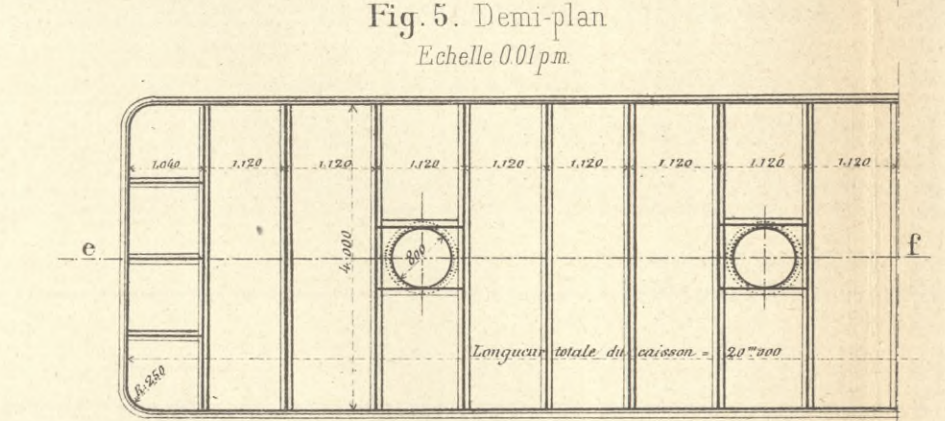 Fig. 5. Demi-plan
Echelle 0.01 p.m.
1,040 1,120 1,120 1,120 1,120 1,120 1,120 1,120 1,120
e 4,000 800 f
Longueur totale du caisson = 20m000
R=250